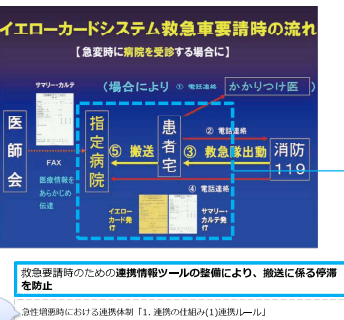 イエローカードシステム救急車要請時の流れ
【急変時に病院を受診する場合に】
サマリー・カルテ
（場合により ① 電話連絡 かかりつけ医 ）
医師会
FAX
医療情報を
あらかじめ
伝達
指定病院
⑤ 搬送
患者宅
② 電話連絡
③ 救急隊出動
消防
119
④ 電話連絡
イエロー
カード発
行
サマリー・
カルテ発
行
救急要請時のための連携情報ツールの整備により、搬送に係る停滞
を防止
急性増悪時における連携体制「1. 連携の仕組み(1)連携ルール」